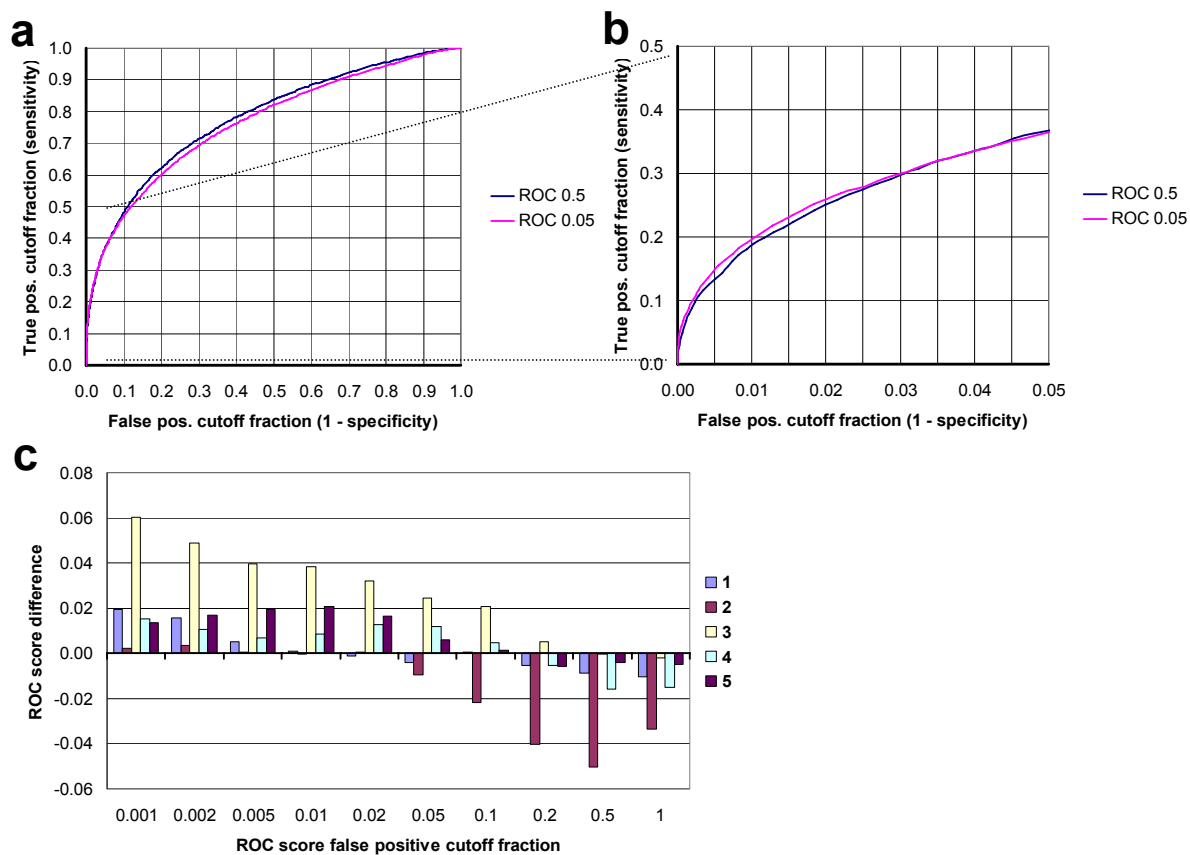 a
1.0
0.9
0.8
0.7
0.6
0.5
0.4
0.3
0.2
0.1
0.0
True pos. cutoff fraction (sensitivity)
0.0 0.1 0.2 0.3 0.4 0.5 0.6 0.7 0.8 0.9 1.0
False pos. cutoff fraction (1 - specificity)
ROC 0.5
ROC 0.05
b
0.5
0.4
0.3
0.2
0.1
0.0
True pos. cutoff fraction (sensitivity)
0.00 0.01 0.02 0.03 0.04 0.05
False pos. cutoff fraction (1 - specificity)
ROC 0.5
ROC 0.05
c
0.08
0.06
0.04
0.02
0.00
-0.02
-0.04
-0.06
ROC score difference
0.001 0.002 0.005 0.01 0.02 0.05 0.1 0.2 0.5 1
ROC score false positive cutoff fraction
1
2
3
4
5